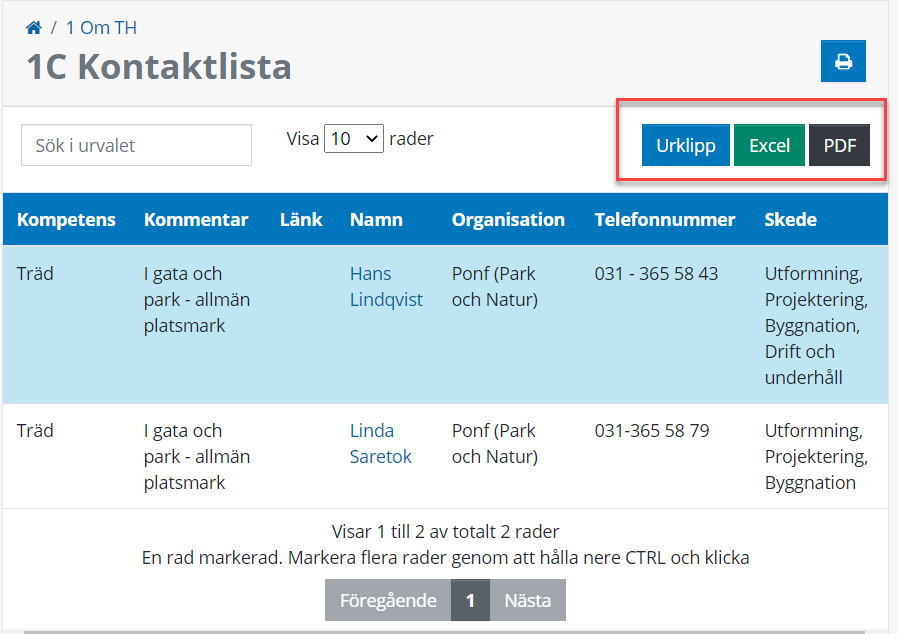 / 1 Om TH
1C Kontaktlista
Sök i urvalet
Visa 10 rader
Urklipp Excel PDF
Kompetens Kommentar Länk Namn Organisation Telefonnummer Skede
Träd I gata och Hans Ponf (Park 031 - 365 58 43 Utformning,
park - allmän Lindqvist och Natur) Projektering,
platsmark Byggnation,
Drift och
underhåll
Träd I gata och Linda Ponf (Park 031-365 58 79 Utformning,
park - allmän Saretok och Natur) Projektering,
platsmark Byggnation
Visar 1 till 2 av totalt 2 rader
En rad markerad. Markera flera rader genom att hålla nere CTRL och klicka
Föregående 1 Nästa